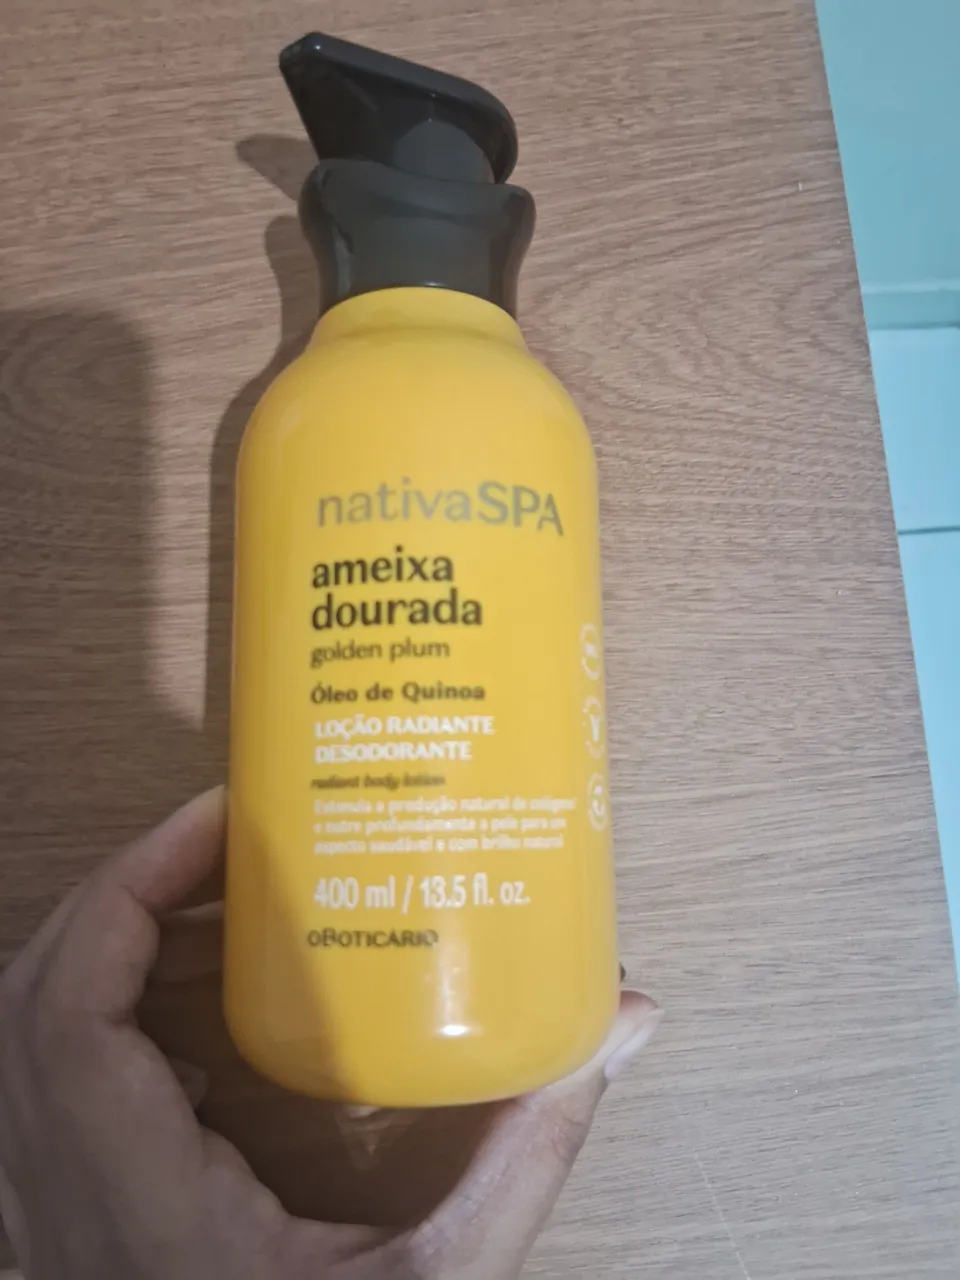 nativaSPA
ameixa
dourada
golden plum
Óleo de Quinoa
LOÇÃO RADIANTE
DESODORANTE
radiant body lotion
Estimula a produção natural de colágeno
e nutre profundamente a pele para um
aspecto saudável e com brilho natural
400 ml / 13.5 fl. oz.
oBOTICÁRIO